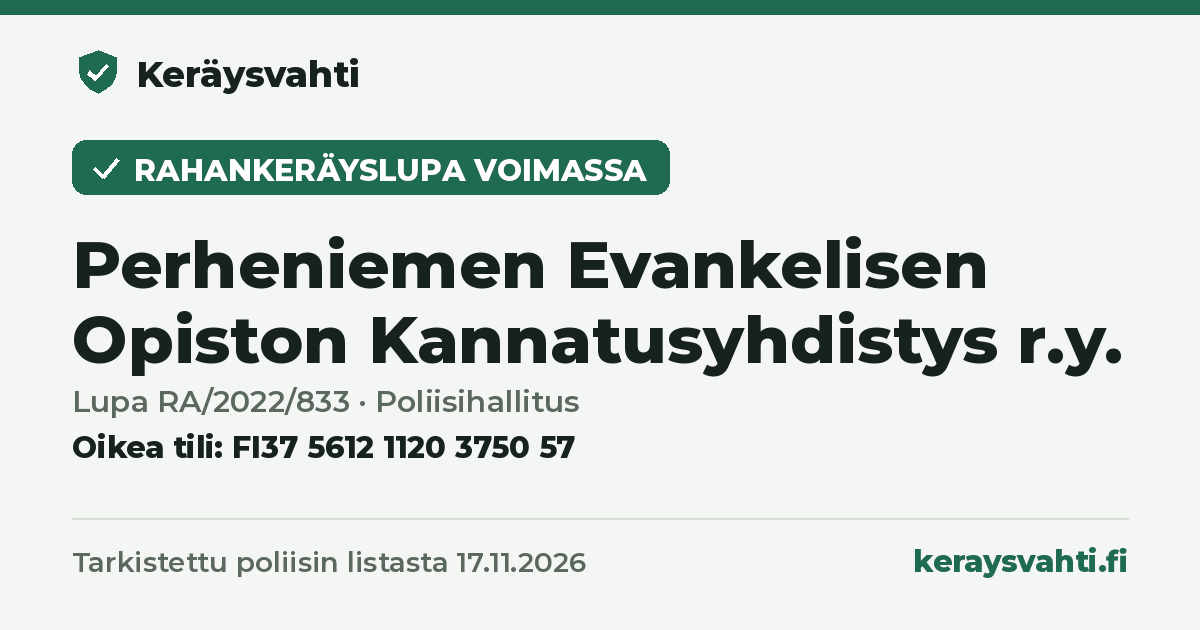 Keräysvahti
RAHANKERÄYSLUPA VOIMASSA
Perheniemen Evankelisen
Opiston Kannatusyhdistys r.y.
Lupa RA/2022/833 · Poliisihallitus
Oikea tili: FI37 5612 1120 3750 57
Tarkistettu poliisin listasta 17.11.2026
keraysvahti.fi